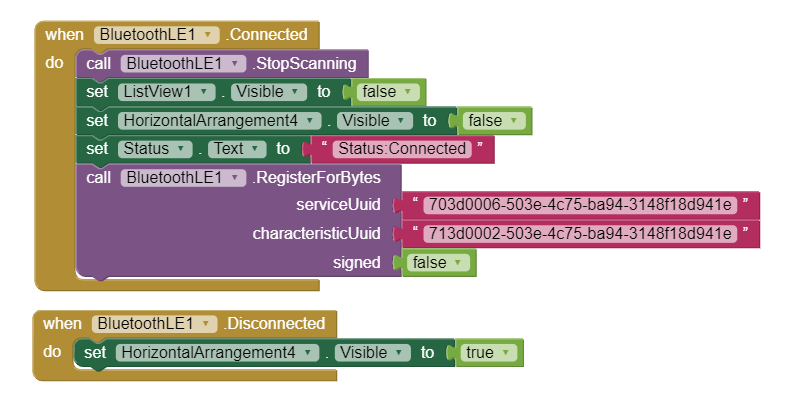 when BluetoothLE1 .Connected
do call BluetoothLE1 .StopScanning
set ListView1 . Visible to false
set HorizontalArrangement4 . Visible to false
set Status . Text to " Status:Connected "
call BluetoothLE1 .RegisterForBytes
serviceUuid " 703d0006-503e-4c75-ba94-3148f18d941e "
characteristicUuid " 713d0002-503e-4c75-ba94-3148f18d941e "
signed false
when BluetoothLE1 .Disconnected
do set HorizontalArrangement4 . Visible to true